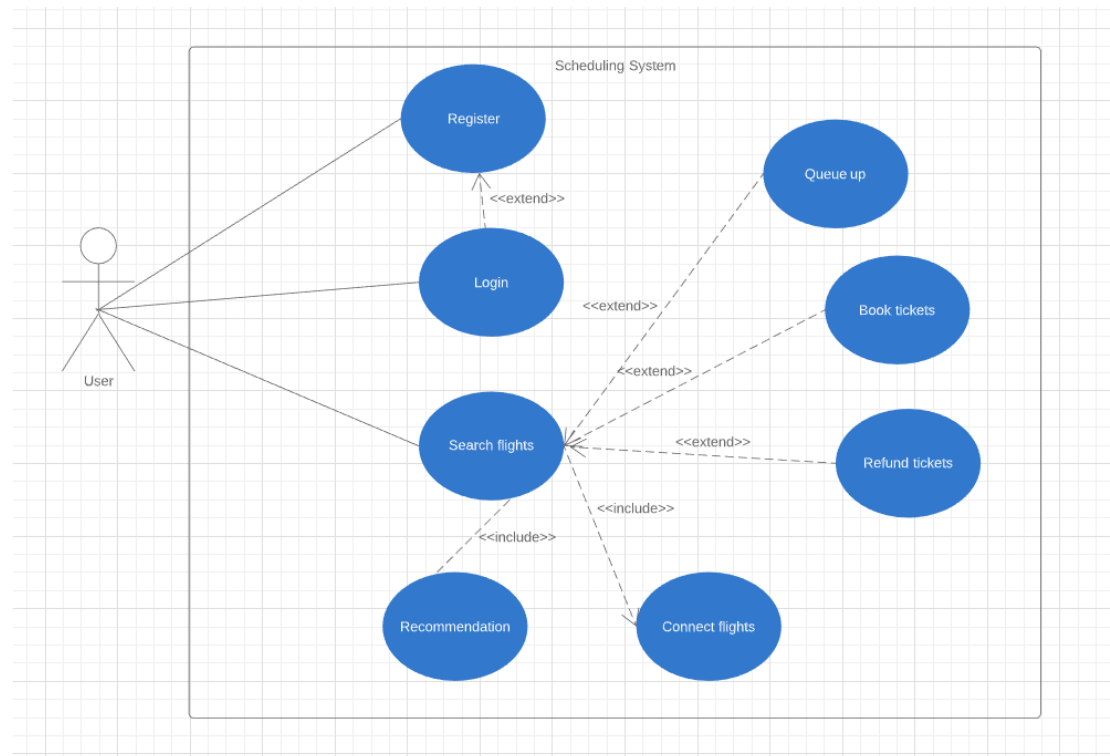 Scheduling System
Register
Queue up
<<extend>>
Login
Book tickets
<<extend>>
<<extend>>
User
Search flights
<<extend>>
Refund tickets
<<include>>
<<include>>
Recommendation
Connect flights